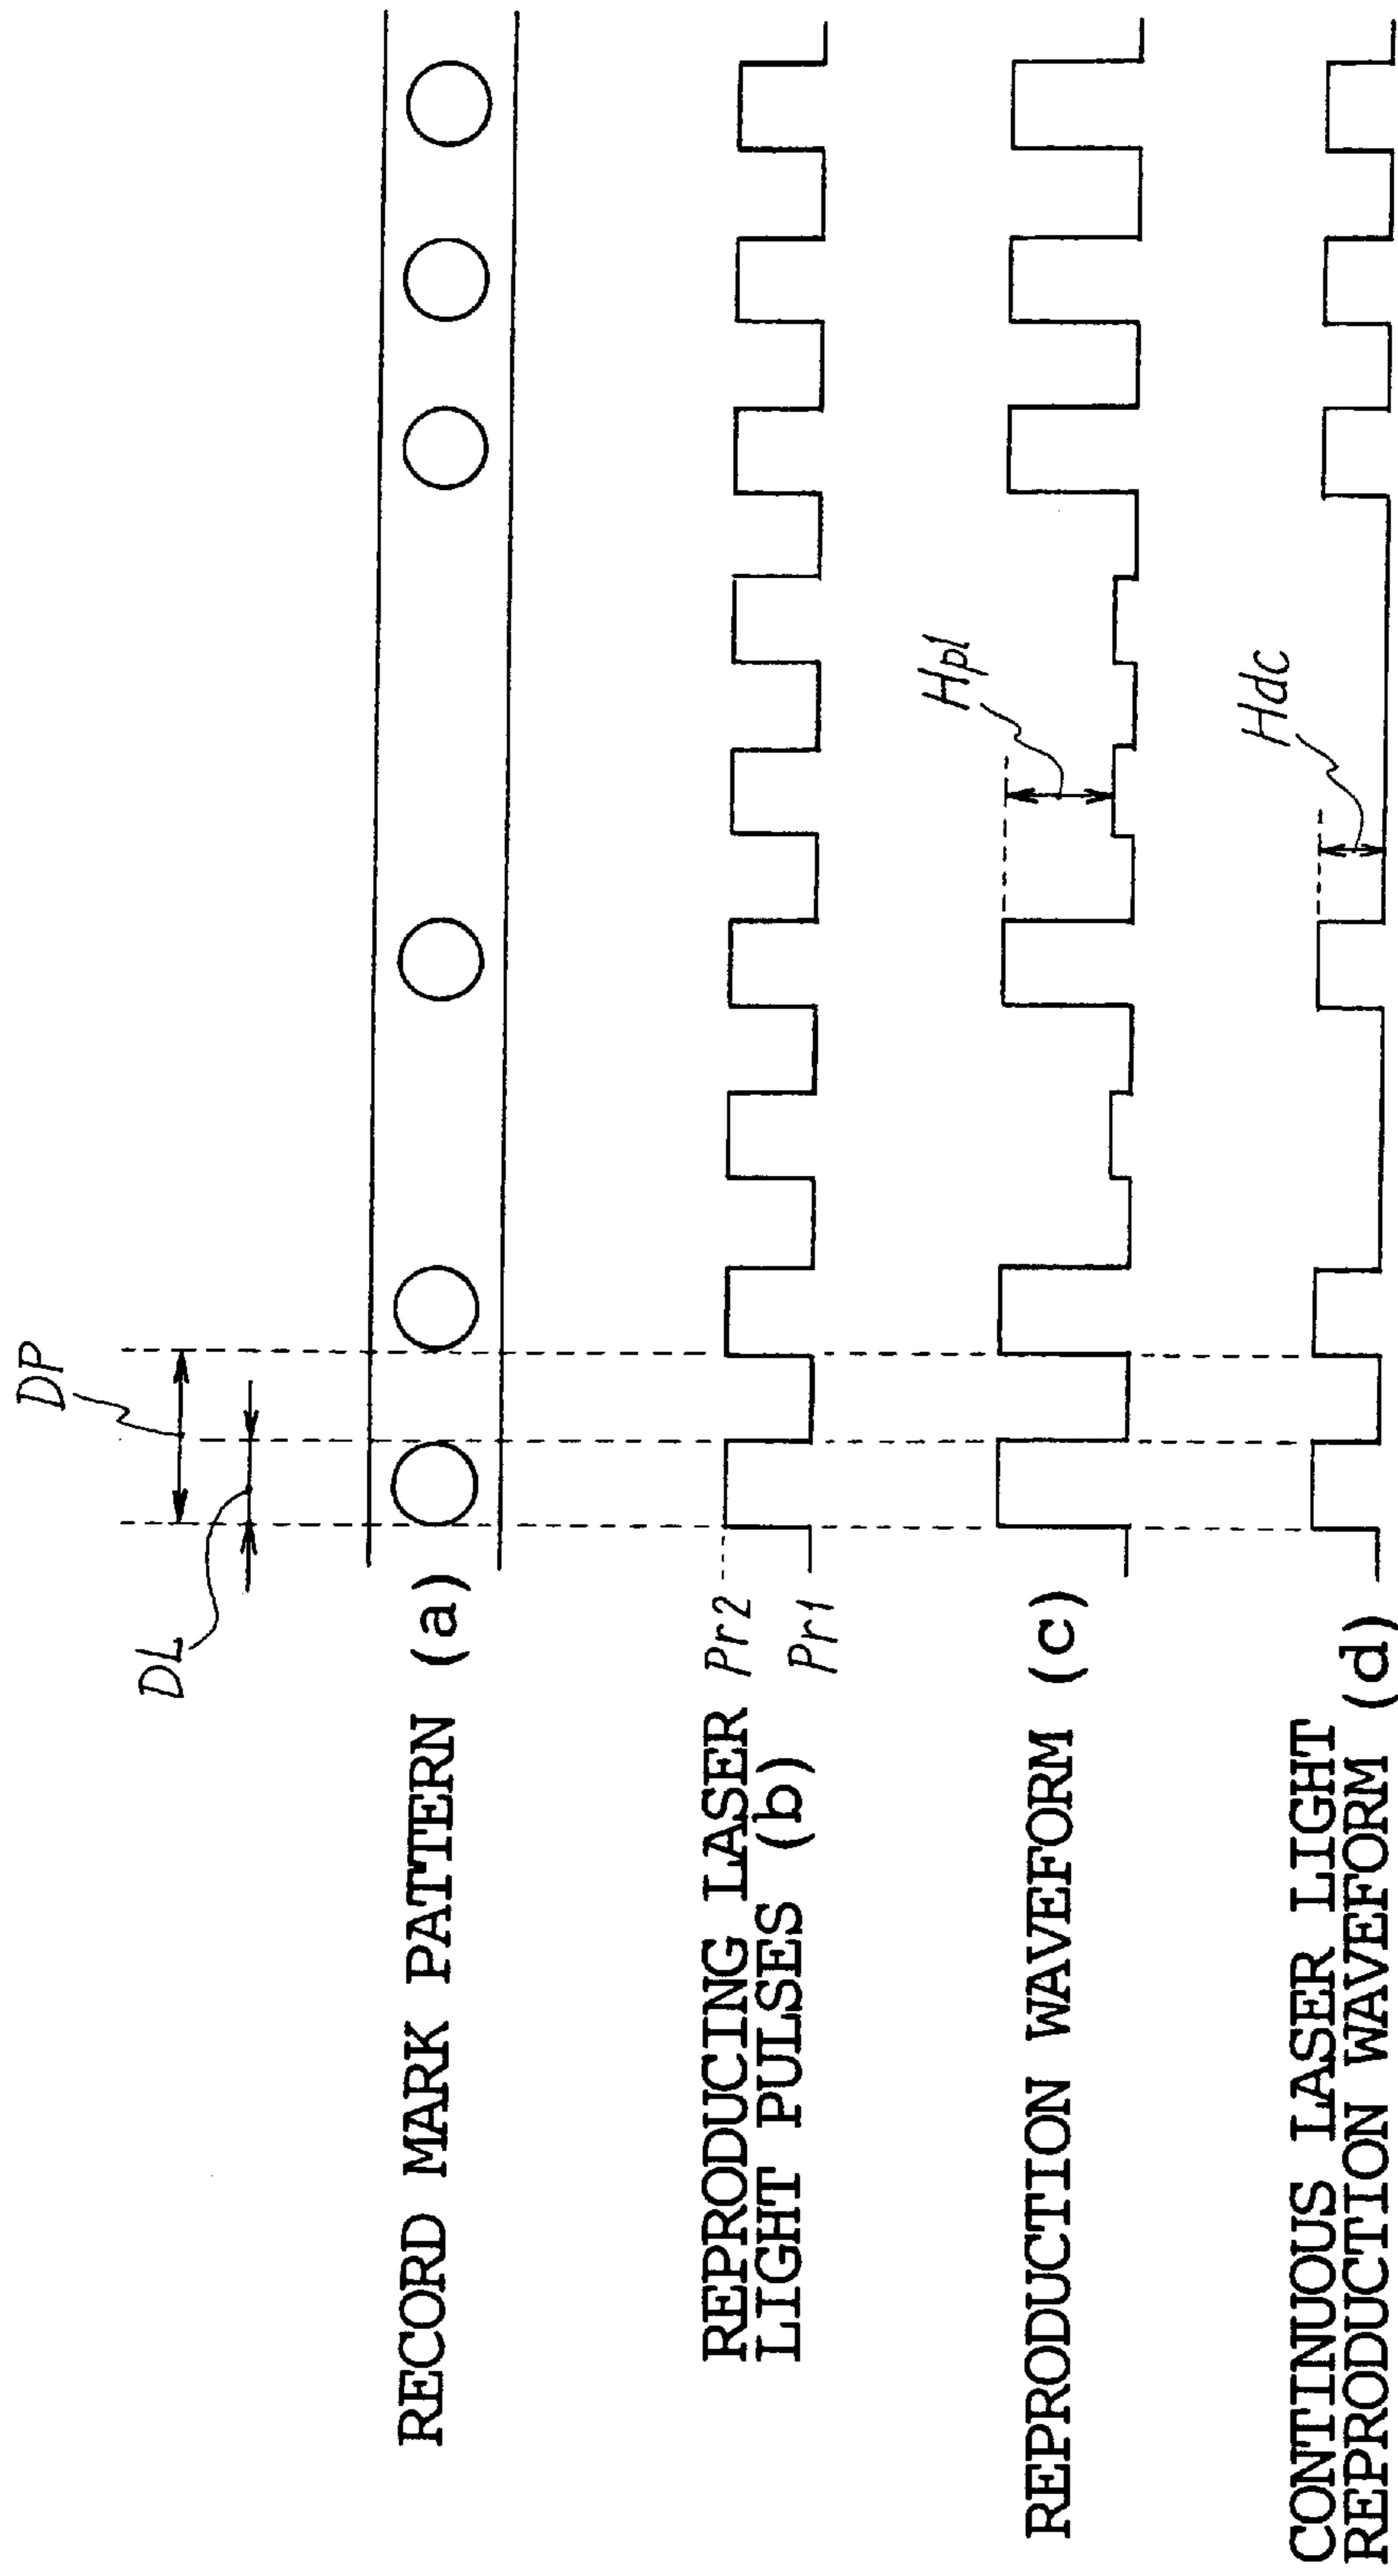 DP
DL
RECORD MARK PATTERN (a)
REPRODUCING LASER
LIGHT PULSES (b)
Pr2
Pr1
REPRODUCTION WAVEFORM (c)
Hpl
CONTINUOUS LASER LIGHT
REPRODUCTION WAVEFORM (d)
Hdc